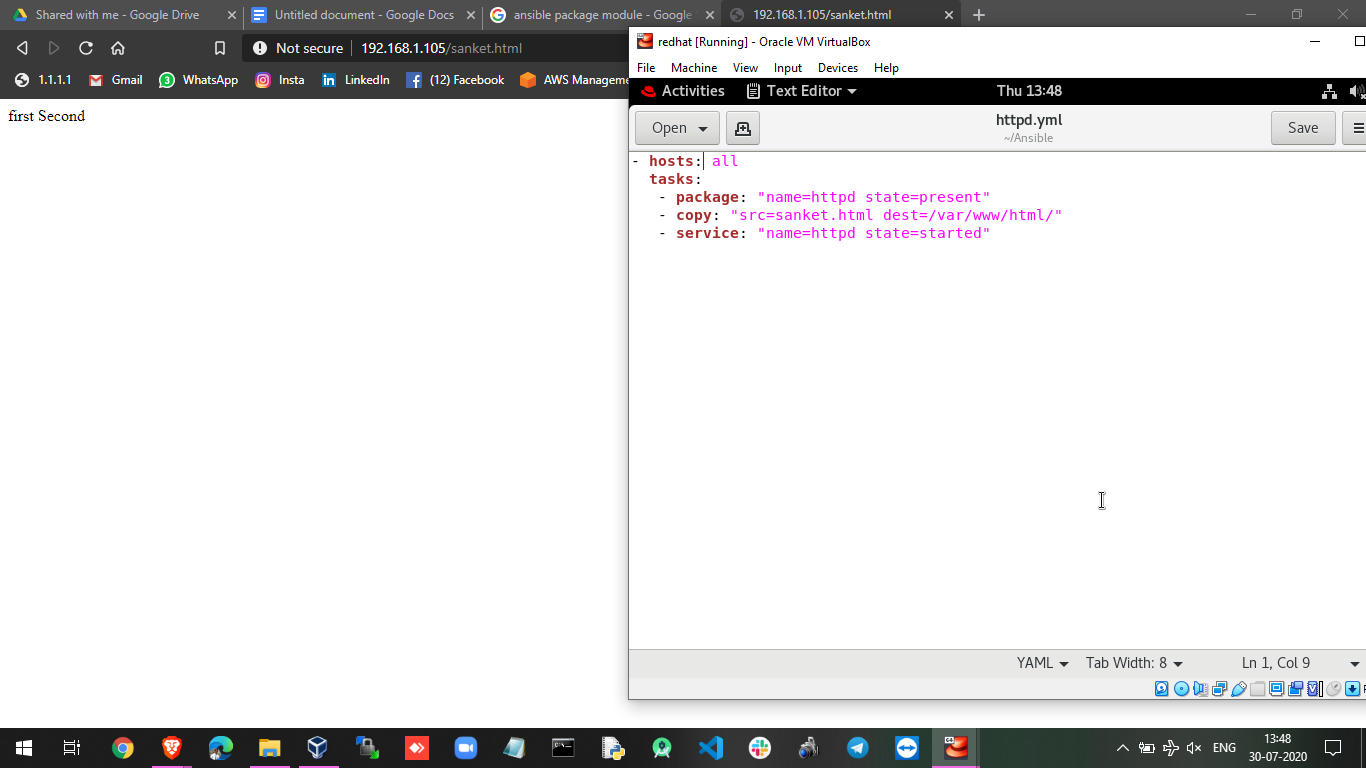 Shared with me - Google Drive
Untitled document - Google Docs
ansible package module - Google
192.168.1.105/sanket.html
Not secure
192.168.1.105/sanket.html
1.1.1.1
Gmail
3
WhatsApp
Insta
LinkedIn
(12) Facebook
AWS Manageme
first Second
redhat [Running] - Oracle VM VirtualBox
File
Machine
View
Input
Devices
Help
Activities
Text Editor
Thu 13:48
Open
httpd.yml
~/Ansible
Save
- hosts: all
  tasks:
   - package: "name=httpd state=present"
   - copy: "src=sanket.html dest=/var/www/html/"
   - service: "name=httpd state=started"
YAML
Tab Width: 8
Ln 1, Col 9
ENG
13:48
30-07-2020